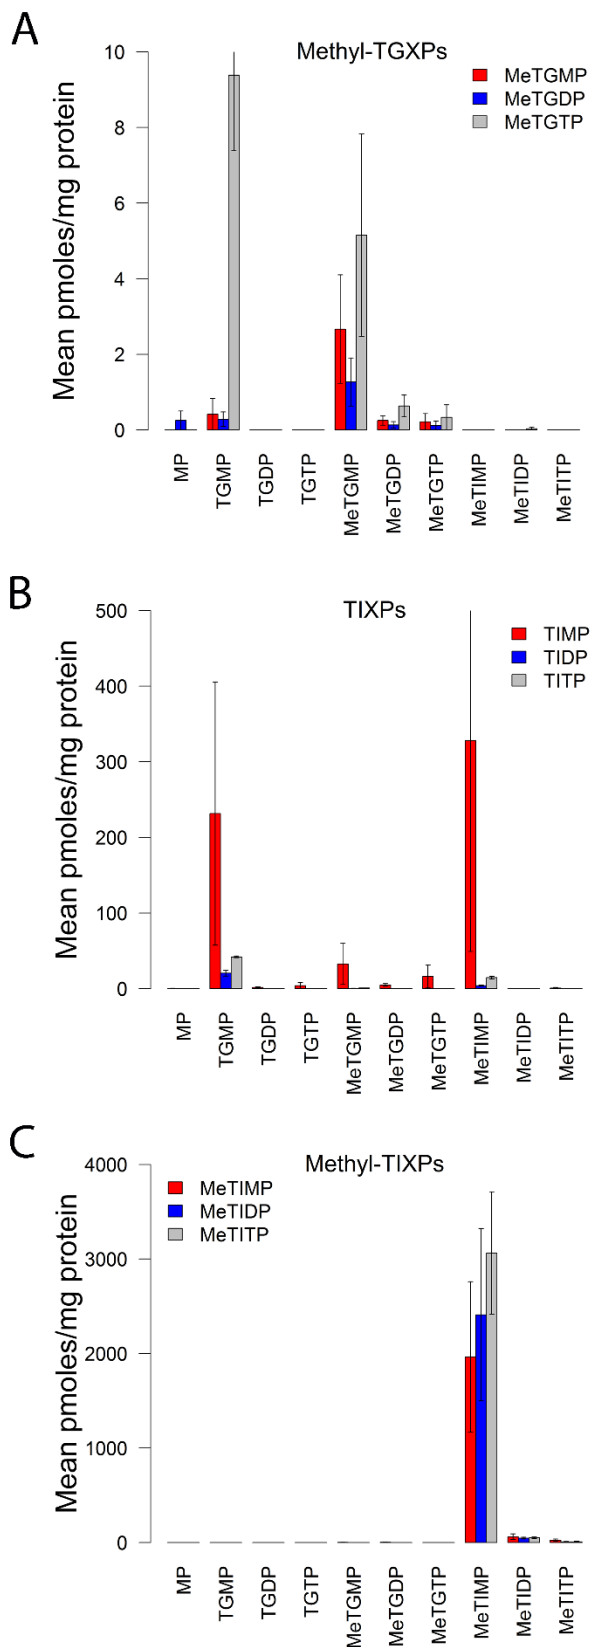 A
Methyl-TGXPs
Mean pmoles/mg protein
10
8
6
4
2
0
MeTGMP
MeTGDP
MeTGTP
MP
TGMP
TGDP
TGTP
MeTGMP
MeTGDP
MeTGTP
MeTIMP
MeTIDP
MeTITP
B
TIXPs
Mean pmoles/mg protein
500
400
300
200
100
0
TIMP
TIDP
TITP
MP
TGMP
TGDP
TGTP
MeTGMP
MeTGDP
MeTGTP
MeTIMP
MeTIDP
MeTITP
C
Methyl-TIXPs
Mean pmoles/mg protein
4000
3000
2000
1000
0
MeTIMP
MeTIDP
MeTITP
MP
TGMP
TGDP
TGTP
MeTGMP
MeTGDP
MeTGTP
MeTIMP
MeTIDP
MeTITP